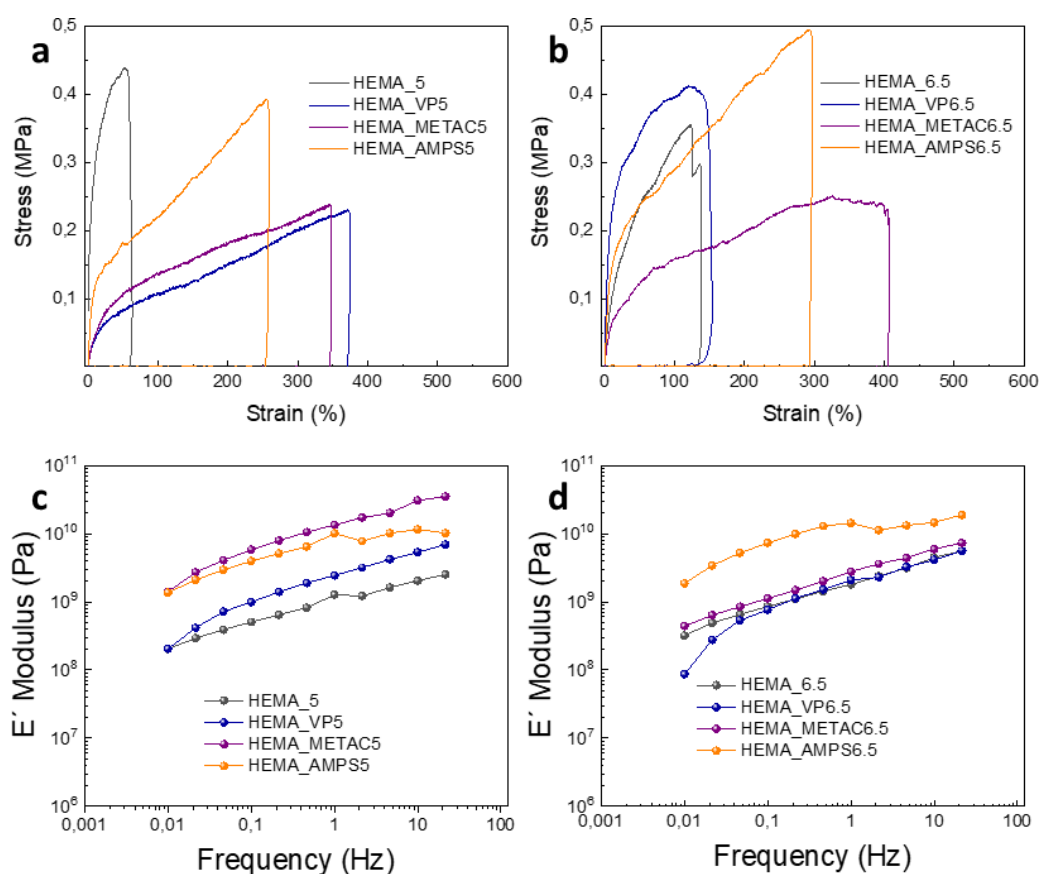 a
Stress (MPa)
0,5
0,4
0,3
0,2
0,1
HEMA_5
HEMA_VP5
HEMA_METAC5
HEMA_AMPS5
0 100 200 300 400 500 600
Strain (%)
b
Stress (MPa)
0,5
0,4
0,3
0,2
0,1
HEMA_6.5
HEMA_VP6.5
HEMA_METAC6.5
HEMA_AMPS6.5
0 100 200 300 400 500 600
Strain (%)
c
E´ Modulus (Pa)
10¹¹
10¹⁰
10⁹
10⁸
10⁷
10⁶
HEMA_5
HEMA_VP5
HEMA_METAC5
HEMA_AMPS5
0,001 0,01 0,1 1 10 100
Frequency (Hz)
d
E´ Modulus (Pa)
10¹¹
10¹⁰
10⁹
10⁸
10⁷
10⁶
HEMA_6.5
HEMA_VP6.5
HEMA_METAC6.5
HEMA_AMPS6.5
0,001 0,01 0,1 1 10 100
Frequency (Hz)